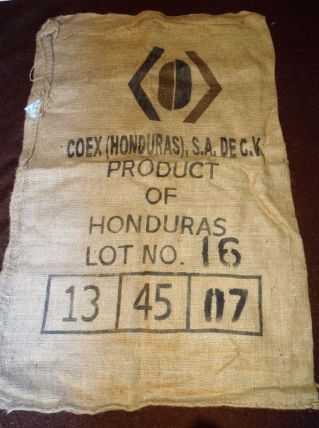 COEX (HONDURAS), S.A. DE C.V
PRODUCT
OF
HONDURAS
LOT NO. 16
13 45 07